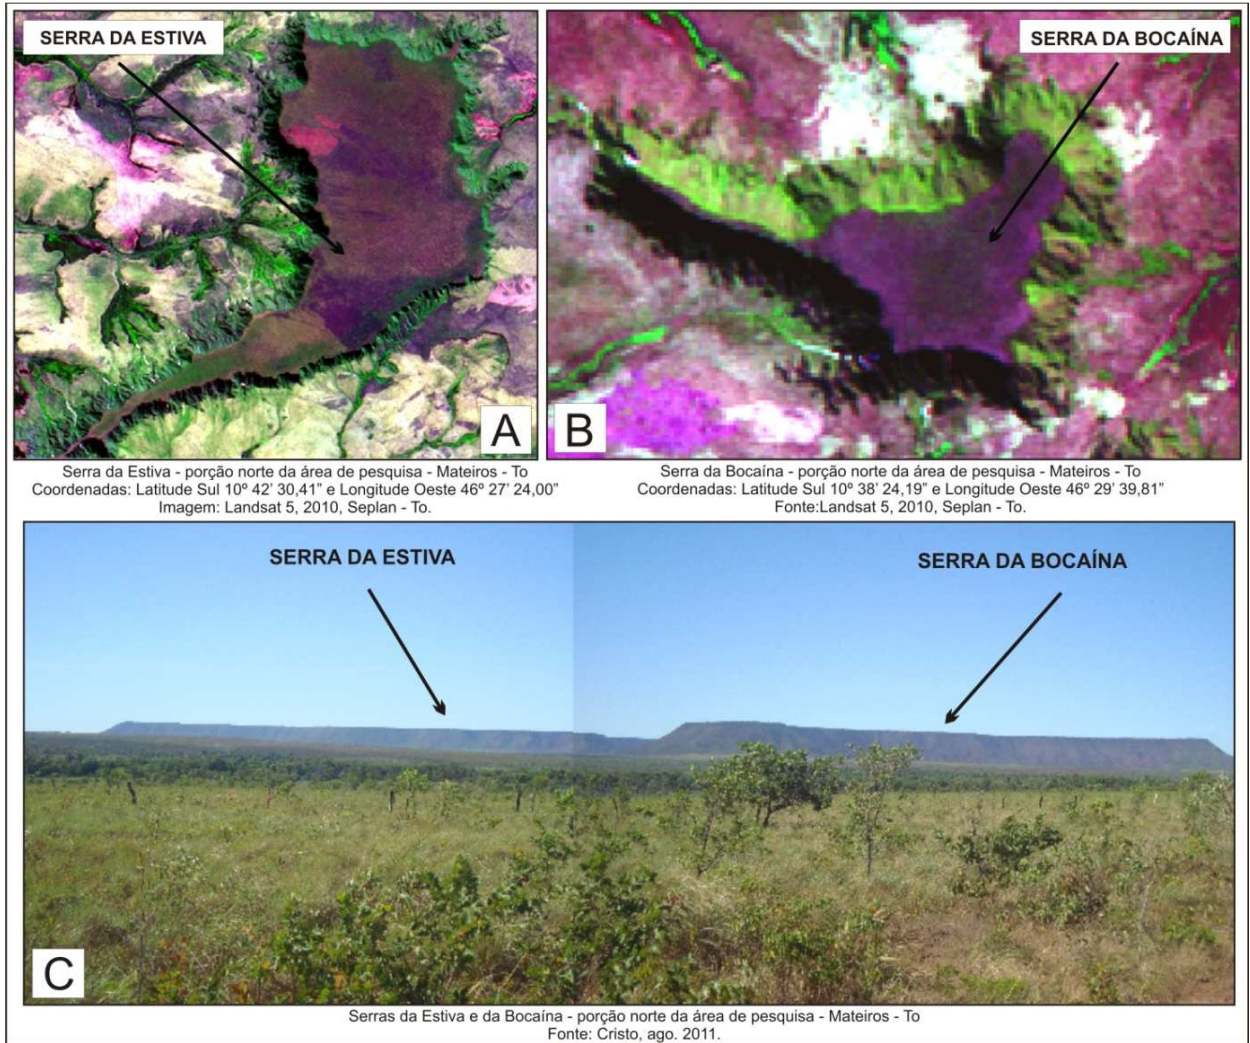 SERRA DA ESTIVA
A
Serra da Estiva - porção norte da área de pesquisa - Mateiros - To
Coordenadas: Latitude Sul 10º 42’ 30,41” e Longitude Oeste 46º 27’ 24,00”
Imagem: Landsat 5, 2010, Seplan - To.
SERRA DA BOCAÍNA
B
Serra da Bocaína - porção norte da área de pesquisa - Mateiros - To
Coordenadas: Latitude Sul 10º 38’ 24,19” e Longitude Oeste 46º 29’ 39,81”
Fonte:Landsat 5, 2010, Seplan - To.
SERRA DA ESTIVA
SERRA DA BOCAÍNA
C
Serras da Estiva e da Bocaína - porção norte da área de pesquisa - Mateiros - To
Fonte: Cristo, ago. 2011.